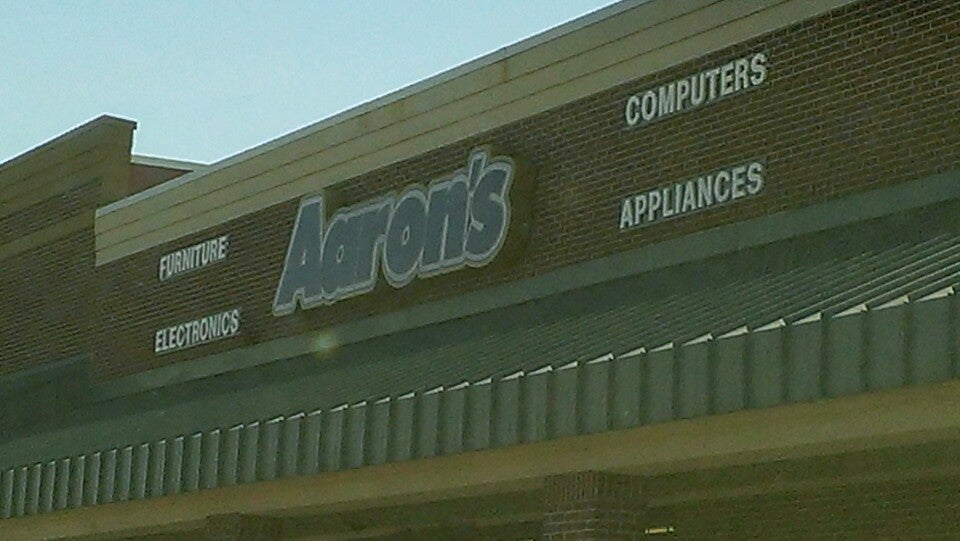 FURNITURE
ELECTRONICS
Aaron's
COMPUTERS
APPLIANCES